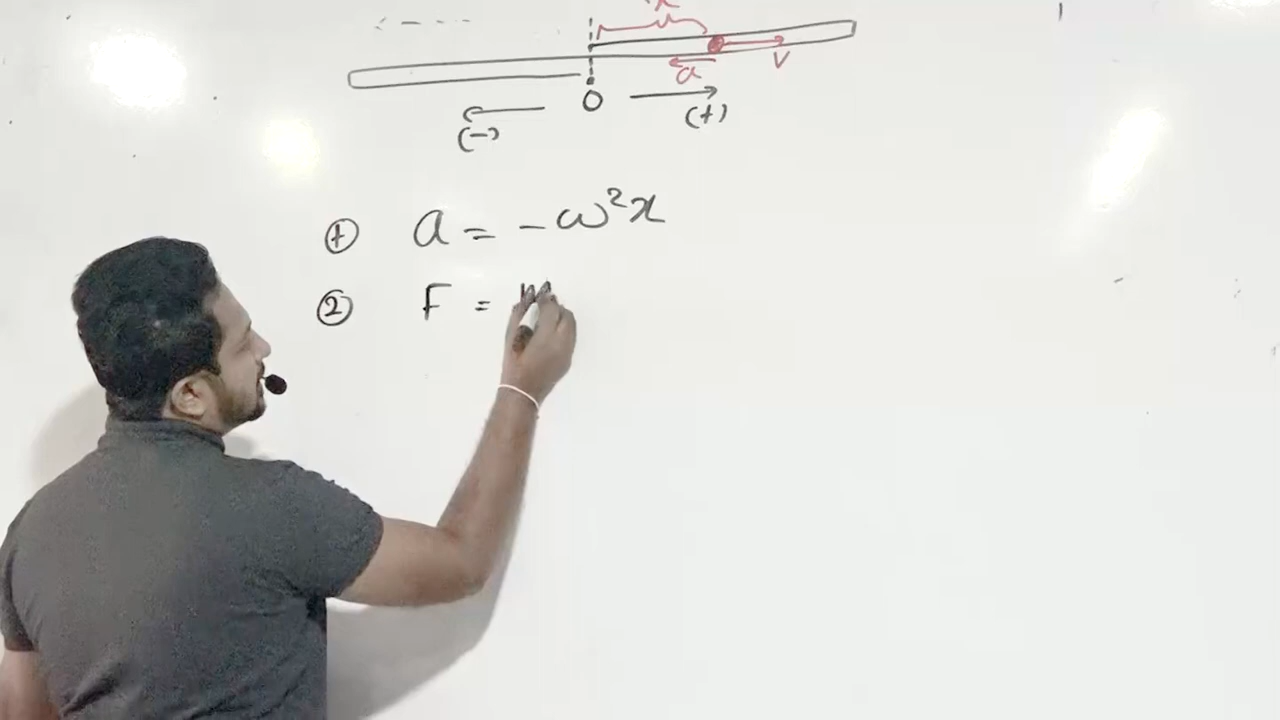 x
a
v
(-)
O
(+)
① a = -ω²x
② F = m